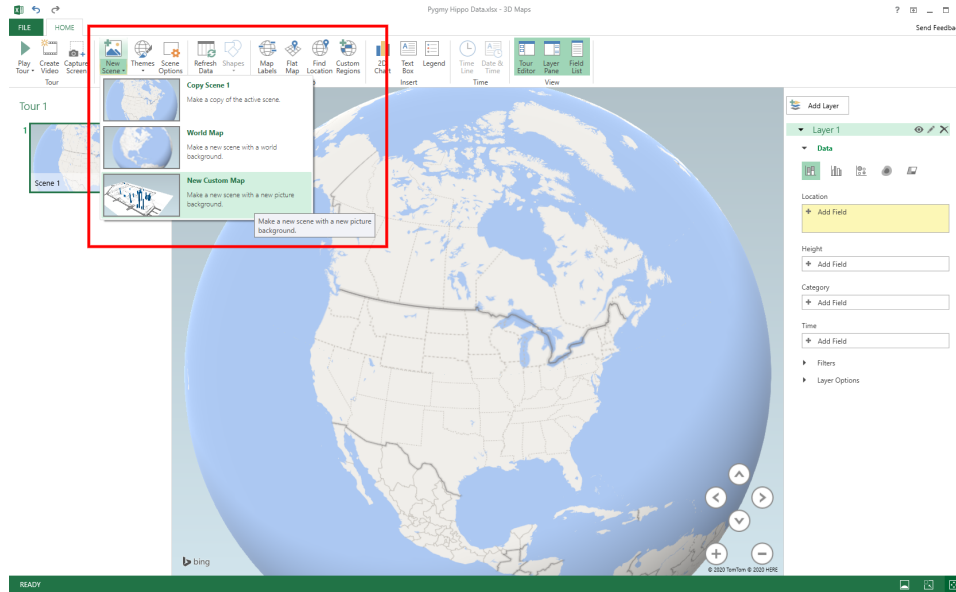 Pygmy Hippo Data.xlsx - 3D Maps
FILE HOME
Send Feedba
Play Tour
Create Video
Capture Screen
Tour
New Scene
Themes
Scene Options
Refresh Data
Shapes
Map Labels
Flat Map
Find Location
Custom Regions
2D Chart
Text Box
Legend
Insert
Time Line
Date & Time
Time
Tour Editor
Layer Pane
Field List
View
Copy Scene 1
Make a copy of the active scene.
World Map
Make a new scene with a world
background.
New Custom Map
Make a new scene with a new picture
background.
Make a new scene with a new picture
background.
Tour 1
1
Scene 1
Add Layer
Layer 1
Data
Location
Add Field
Height
Add Field
Category
Add Field
Time
Add Field
Filters
Layer Options
bing
© 2020 TomTom © 2020 HERE
READY